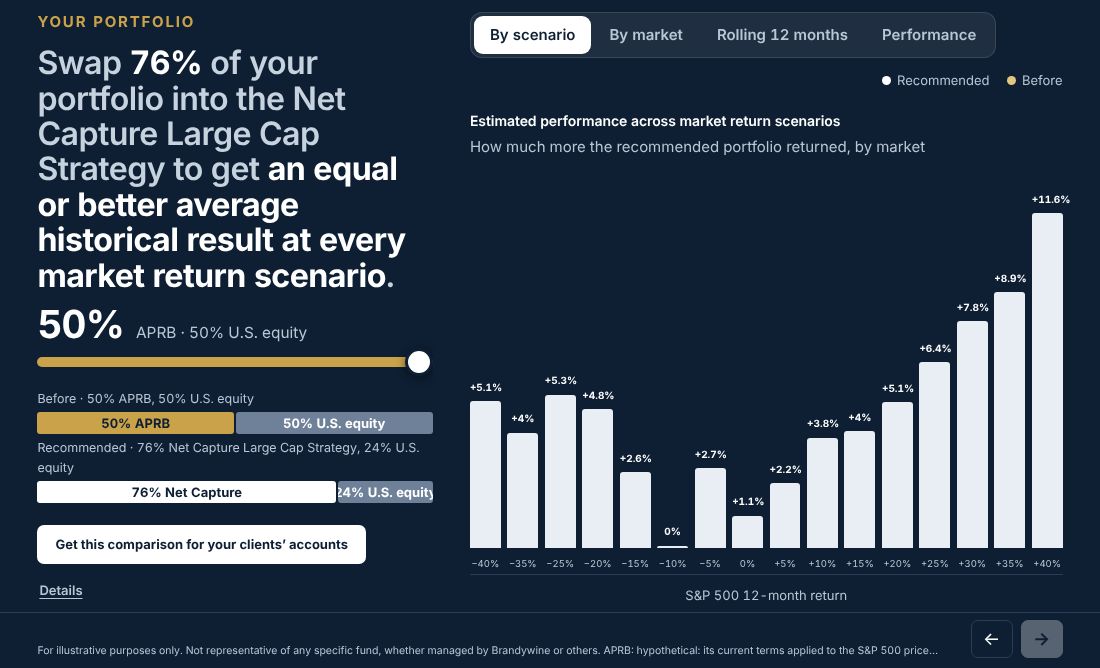 YOUR PORTFOLIO
Swap 76% of your
portfolio into the Net
Capture Large Cap
Strategy to get an equal
or better average
historical result at every
market return scenario.
50% APRB · 50% U.S. equity
Before · 50% APRB, 50% U.S. equity
50% APRB 50% U.S. equity
Recommended · 76% Net Capture Large Cap Strategy, 24% U.S.
equity
76% Net Capture 24% U.S. equity
Get this comparison for your clients’ accounts
Details
By scenario By market Rolling 12 months Performance
Recommended Before
Estimated performance across market return scenarios
How much more the recommended portfolio returned, by market
+5.1% +4% +5.3% +4.8% +2.6% 0% +2.7% +1.1% +2.2% +3.8% +4% +5.1% +6.4% +7.8% +8.9% +11.6%
−40% −35% −25% −20% −15% −10% −5% 0% +5% +10% +15% +20% +25% +30% +35% +40%
S&P 500 12-month return
For illustrative purposes only. Not representative of any specific fund, whether managed by Brandywine or others. APRB: hypothetical: its current terms applied to the S&P 500 price…
← →